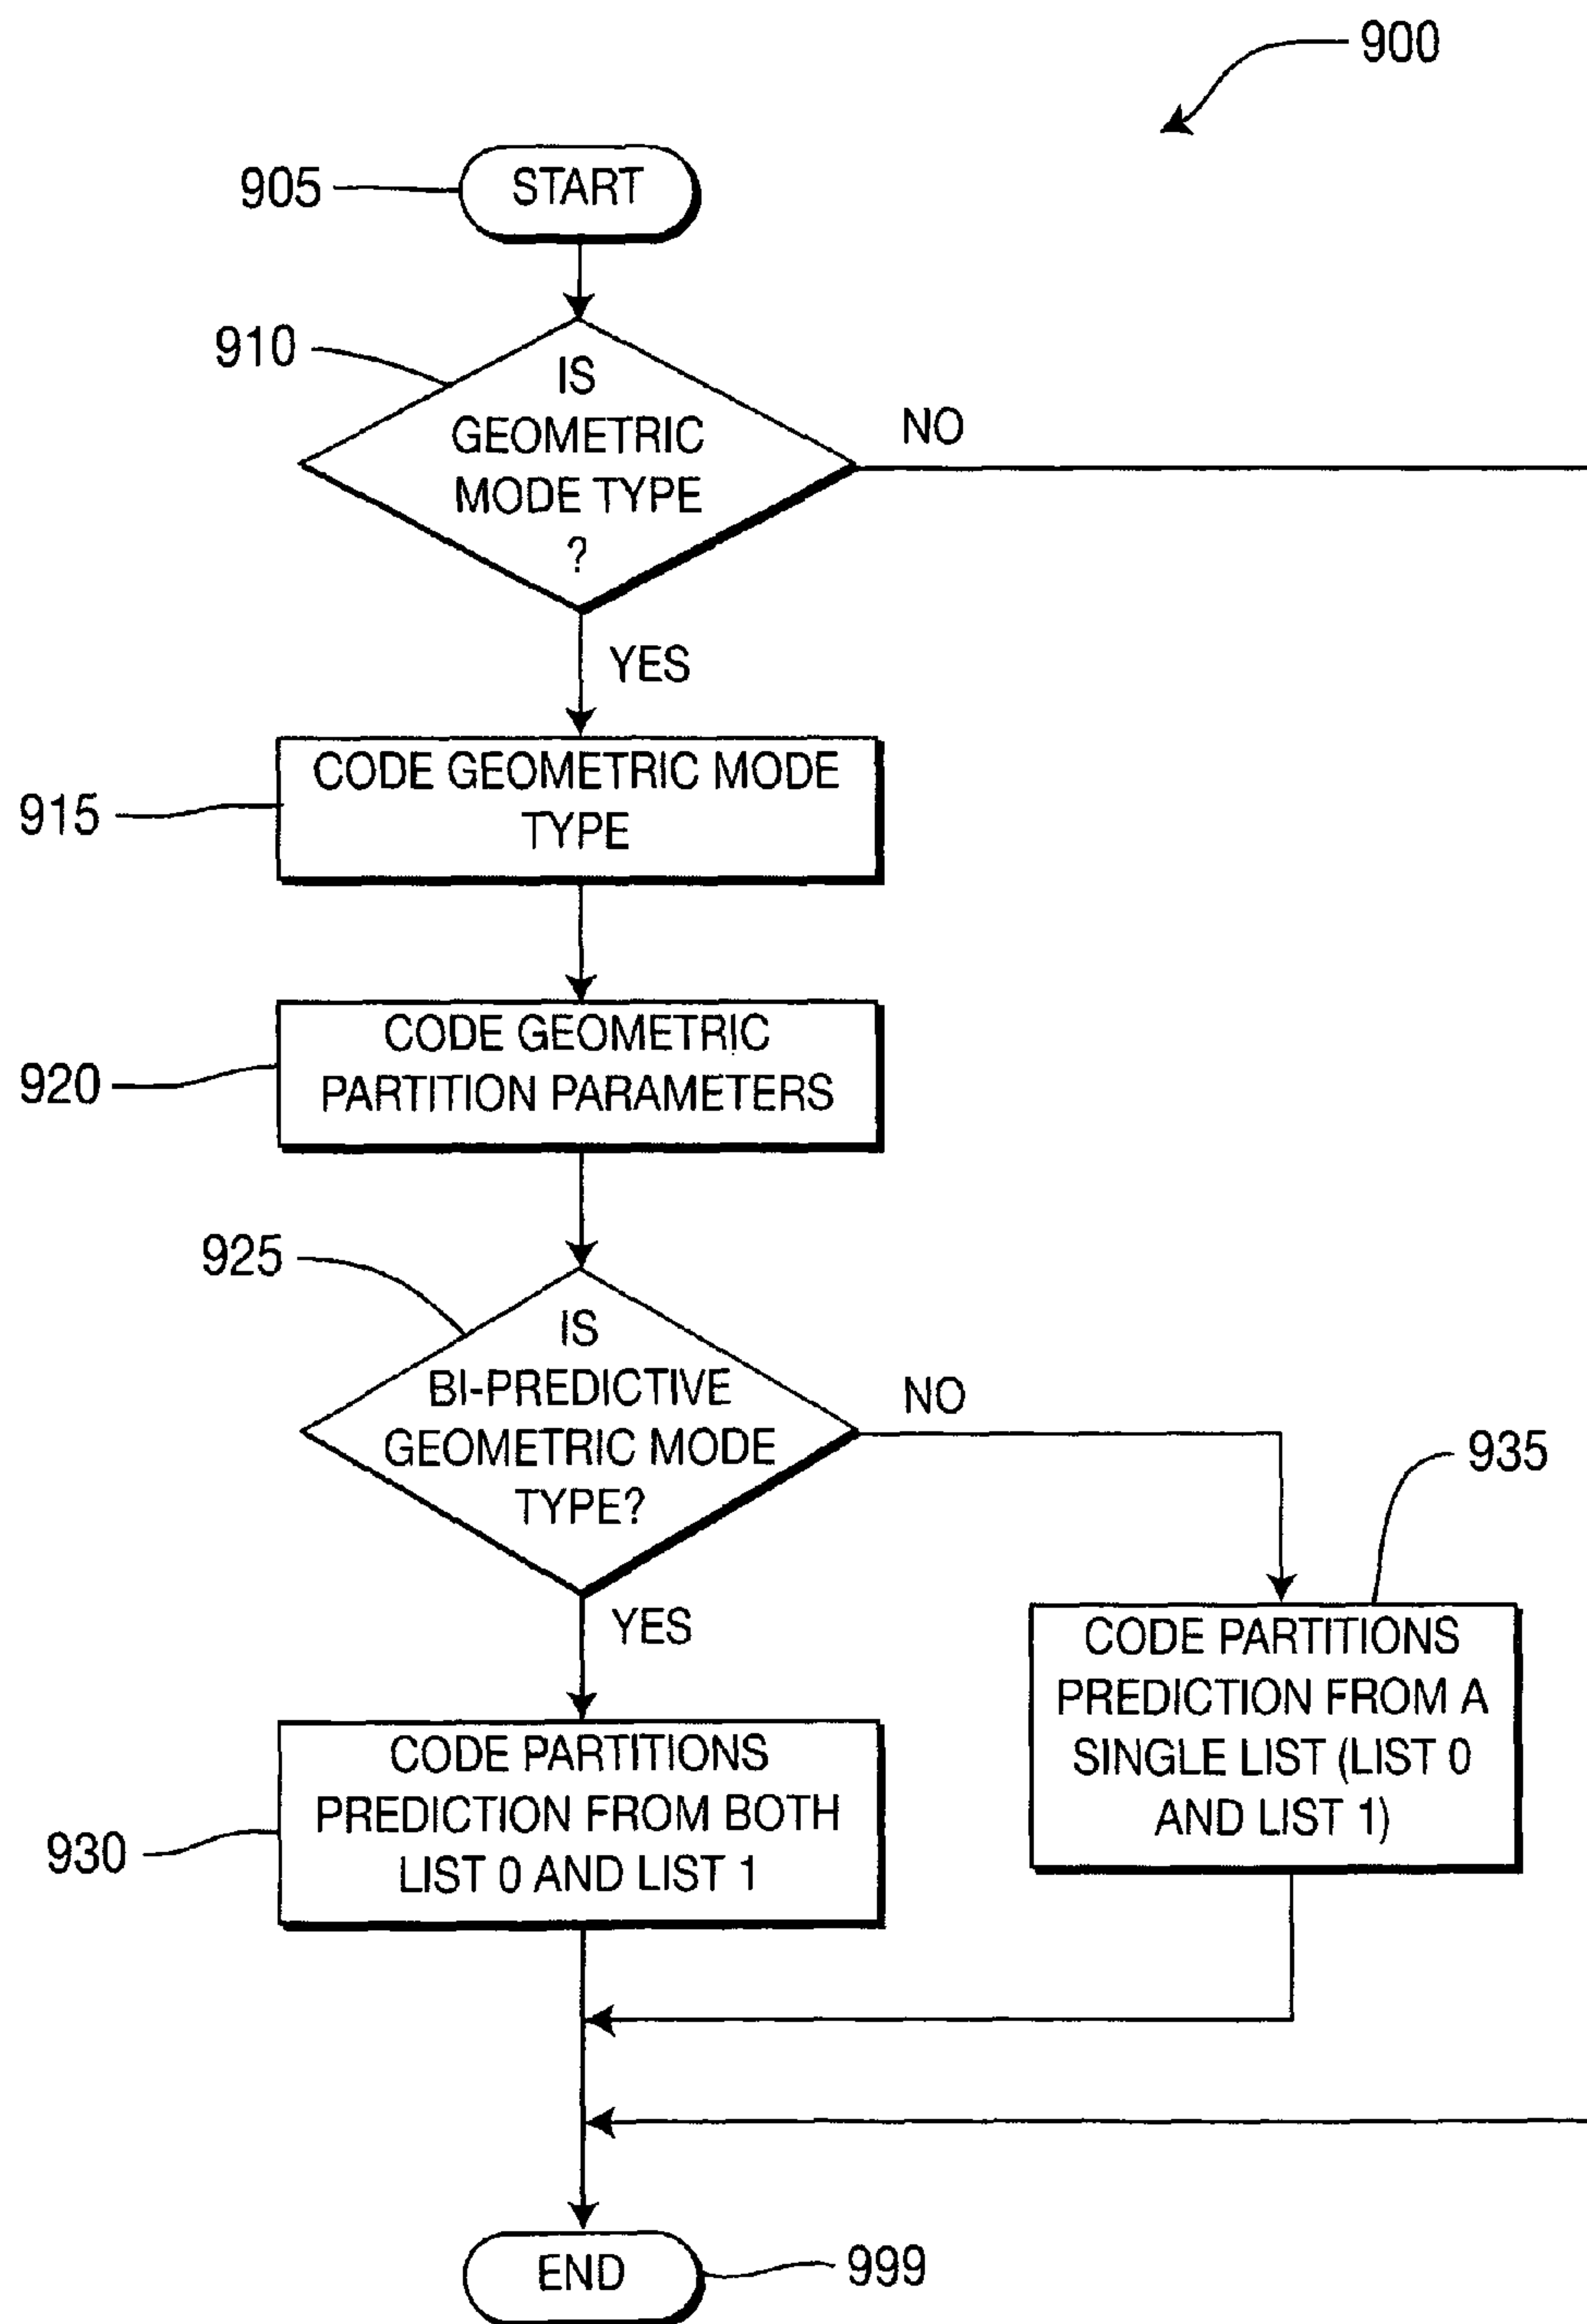 900
905
START
910
IS
GEOMETRIC
MODE TYPE
?
NO
YES
915
CODE GEOMETRIC MODE
TYPE
920
CODE GEOMETRIC
PARTITION PARAMETERS
925
IS
BI-PREDICTIVE
GEOMETRIC MODE
TYPE?
NO
935
YES
CODE PARTITIONS
PREDICTION FROM A
SINGLE LIST (LIST 0
AND LIST 1)
930
CODE PARTITIONS
PREDICTION FROM BOTH
LIST 0 AND LIST 1
END
999